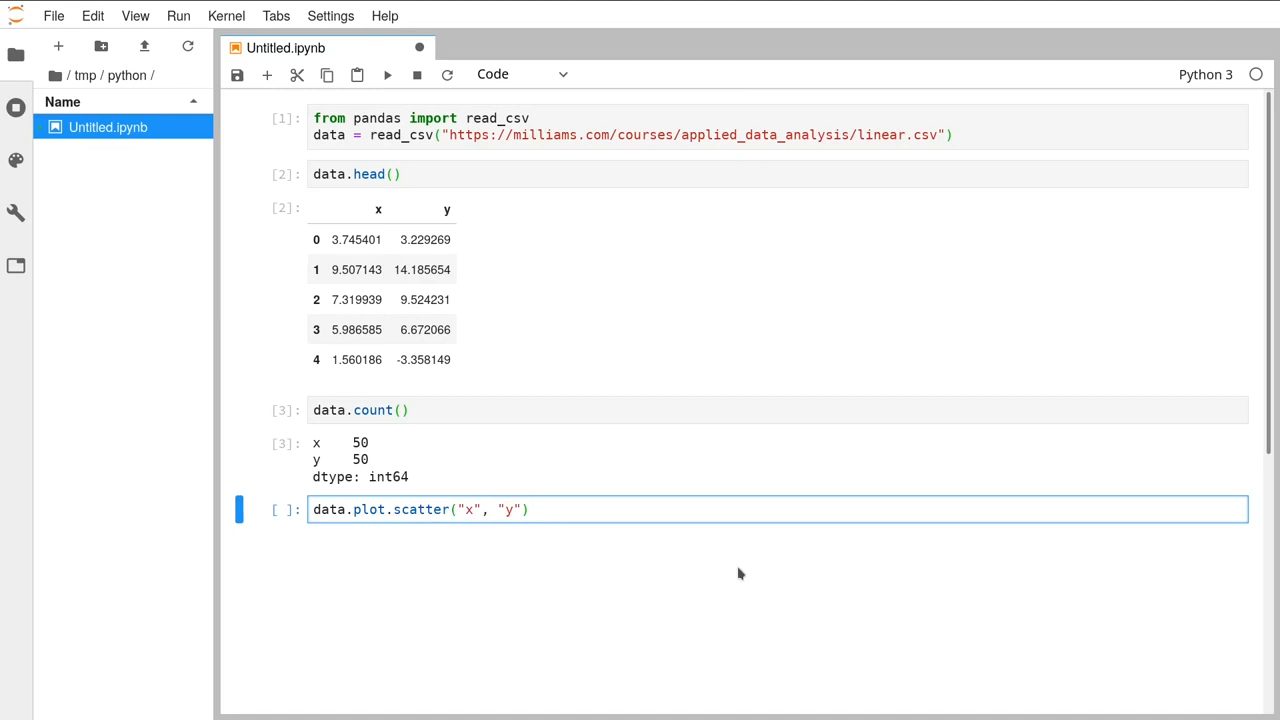 File Edit View Run Kernel Tabs Settings Help
Untitled.ipynb
Code
Python 3
/ tmp / python /
Name
Untitled.ipynb
[1]: from pandas import read_csv
data = read_csv("https://milliams.com/courses/applied_data_analysis/linear.csv")
[2]: data.head()
[2]: x y
0 3.745401 3.229269
1 9.507143 14.185654
2 7.319939 9.524231
3 5.986585 6.672066
4 1.560186 -3.358149
[3]: data.count()
[3]: x 50
y 50
dtype: int64
[ ]: data.plot.scatter("x", "y")